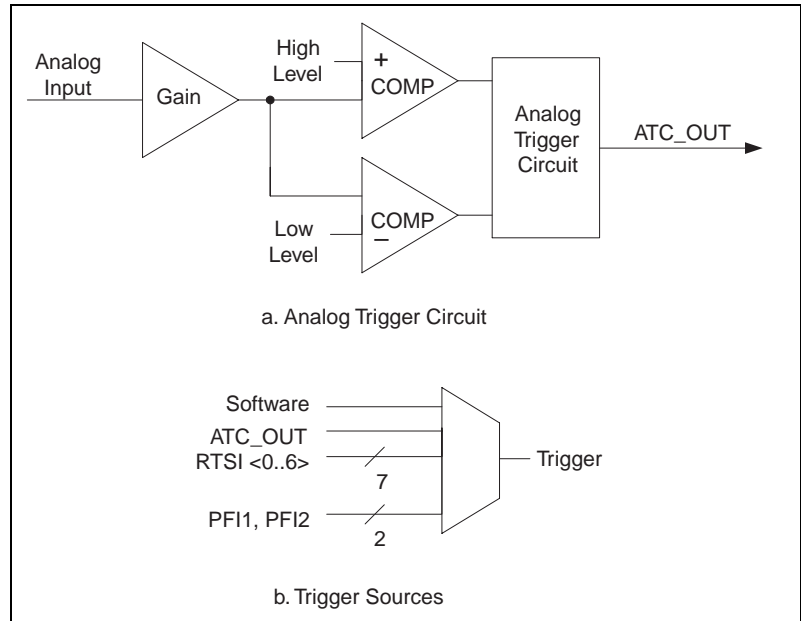 Analog
Input
Gain
High
Level
+
COMP
COMP
–
Low
Level
Analog
Trigger
Circuit
ATC_OUT
a. Analog Trigger Circuit
Software
ATC_OUT
RTSI <0..6>
7
PFI1, PFI2
2
Trigger
b. Trigger Sources